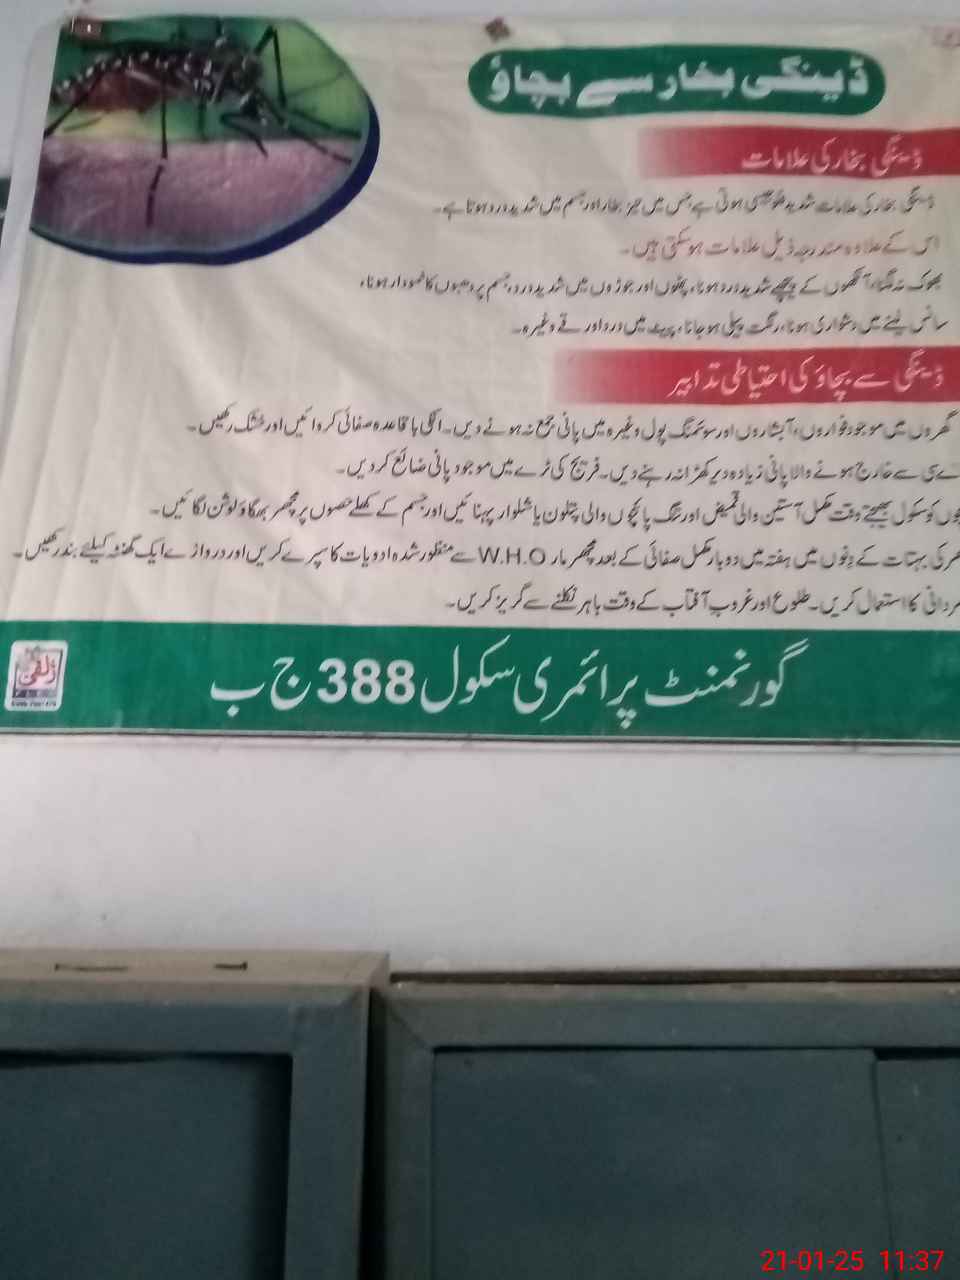 ڈینگی بخار سے بچاؤ
ڈینگی بخار کی علامات
ڈینگی بخار کی علامات شدید فلو جیسی ہوتی ہے، جس میں تیز بخار اور جسم میں شدید درد ہوتا ہے۔
اس کے علاوہ مندرجہ ذیل علامات ہو سکتی ہیں۔
بھوک نہ لگنا، آنکھوں کے پیچھے شدید درد ہونا، پٹھوں اور جوڑوں میں شدید درد، جسم پر دھبوں کا نمودار ہونا،
سانس لینے میں دشواری ہونا، رنگت پیلی ہو جانا، پیٹ میں درد اور قے وغیرہ۔
ڈینگی سے بچاؤ کی احتیاطی تدابیر
گھروں میں موجود فواروں، آبشاروں اور سوئمنگ پول وغیرہ میں پانی جمع نہ ہونے دیں۔ انکی باقاعدہ صفائی کروائیں اور خشک رکھیں۔
سی سے خارج ہونے والا پانی زیادہ دیر کھڑا نہ رہنے دیں۔ فریج کی ٹرے میں موجود پانی ضائع کر دیں۔
کو سکول بھیجتے وقت مکمل آستین والی قمیض اور تنگ پائنچوں والی پتلون یا شلوار پہنائیں اور جسم کے کھلے حصوں پر مچھر بھگاؤ لوشن لگائیں۔
کی بہتات کے دنوں میں ہفتہ میں دو بار مکمل صفائی کے بعد مچھر مار W.H.O سے منظور شدہ ادویات کا سپرے کریں اور دروازے ایک گھنٹہ کیلئے بند رکھیں۔
کا استعمال کریں۔ طلوع اور غروب آفتاب کے وقت باہر نکلنے سے گریز کریں۔
گورنمنٹ پرائمری سکول 388 ج ب
زلفی
21-01-25 11:37